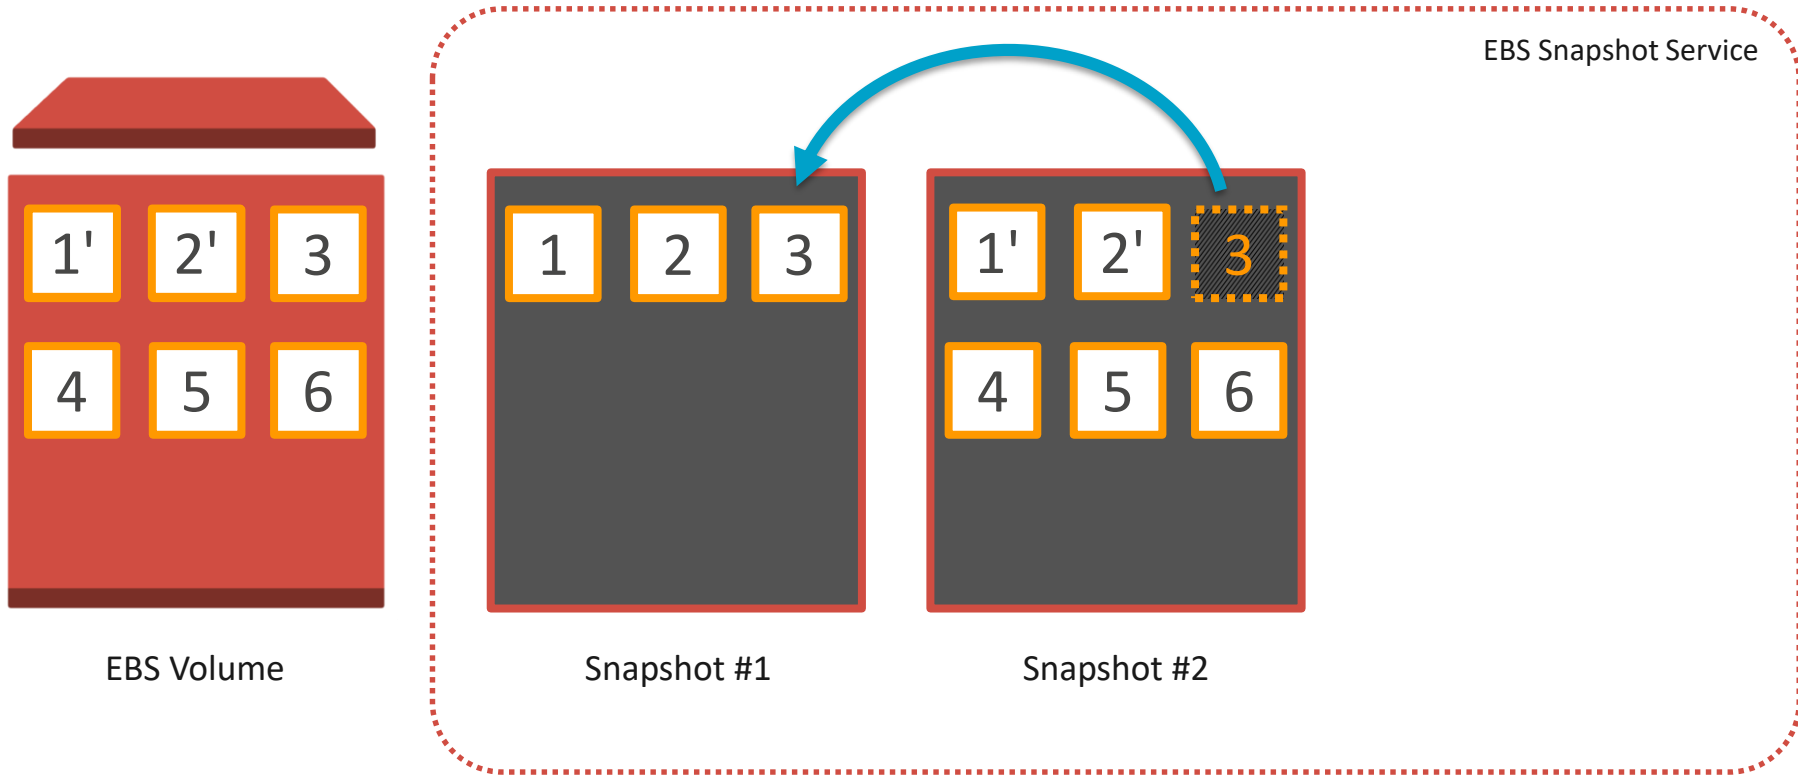 EBS Snapshot Service
1' 2' 3
4 5 6
EBS Volume
1 2 3
Snapshot #1
1' 2' 3
4 5 6
Snapshot #2